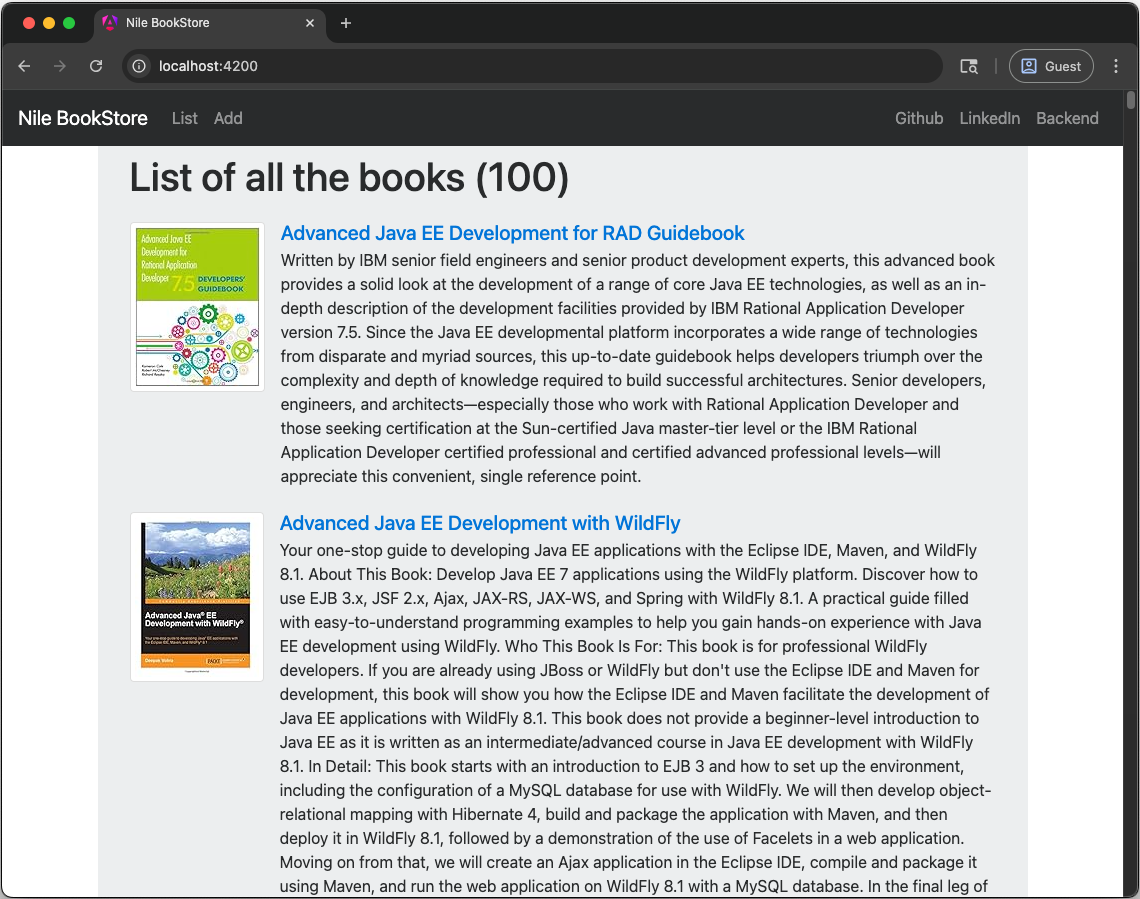 Nile BookStore
localhost:4200
Guest
Nile BookStore List Add Github LinkedIn Backend
List of all the books (100)
Advanced Java EE
Development for
Rational Application
Developer 7.5 DEVELOPERS'
GUIDEBOOK
Advanced Java EE Development for RAD Guidebook
Written by IBM senior field engineers and senior product development experts, this advanced book
provides a solid look at the development of a range of core Java EE technologies, as well as an in-
depth description of the development facilities provided by IBM Rational Application Developer
version 7.5. Since the Java EE developmental platform incorporates a wide range of technologies
from disparate and myriad sources, this up-to-date guidebook helps developers triumph over the
complexity and depth of knowledge required to build successful architectures. Senior developers,
engineers, and architects—especially those who work with Rational Application Developer and
those seeking certification at the Sun-certified Java master-tier level or the IBM Rational
Application Developer certified professional and certified advanced professional levels—will
appreciate this convenient, single reference point.
Advanced Java® EE
Development with WildFly®
Your one-stop guide to developing Java® EE applications with
the Eclipse IDE, Maven, and WildFly® 8.1
Deepak Vohra
PACKT
Advanced Java EE Development with WildFly
Your one-stop guide to developing Java EE applications with the Eclipse IDE, Maven, and WildFly
8.1. About This Book: Develop Java EE 7 applications using the WildFly platform. Discover how to
use EJB 3.x, JSF 2.x, Ajax, JAX-RS, JAX-WS, and Spring with WildFly 8.1. A practical guide filled
with easy-to-understand programming examples to help you gain hands-on experience with Java
EE development using WildFly. Who This Book Is For: This book is for professional WildFly
developers. If you are already using JBoss or WildFly but don't use the Eclipse IDE and Maven for
development, this book will show you how the Eclipse IDE and Maven facilitate the development of
Java EE applications with WildFly 8.1. This book does not provide a beginner-level introduction to
Java EE as it is written as an intermediate/advanced course in Java EE development with WildFly
8.1. In Detail: This book starts with an introduction to EJB 3 and how to set up the environment,
including the configuration of a MySQL database for use with WildFly. We will then develop object-
relational mapping with Hibernate 4, build and package the application with Maven, and then
deploy it in WildFly 8.1, followed by a demonstration of the use of Facelets in a web application.
Moving on from that, we will create an Ajax application in the Eclipse IDE, compile and package it
using Maven, and run the web application on WildFly 8.1 with a MySQL database. In the final leg of